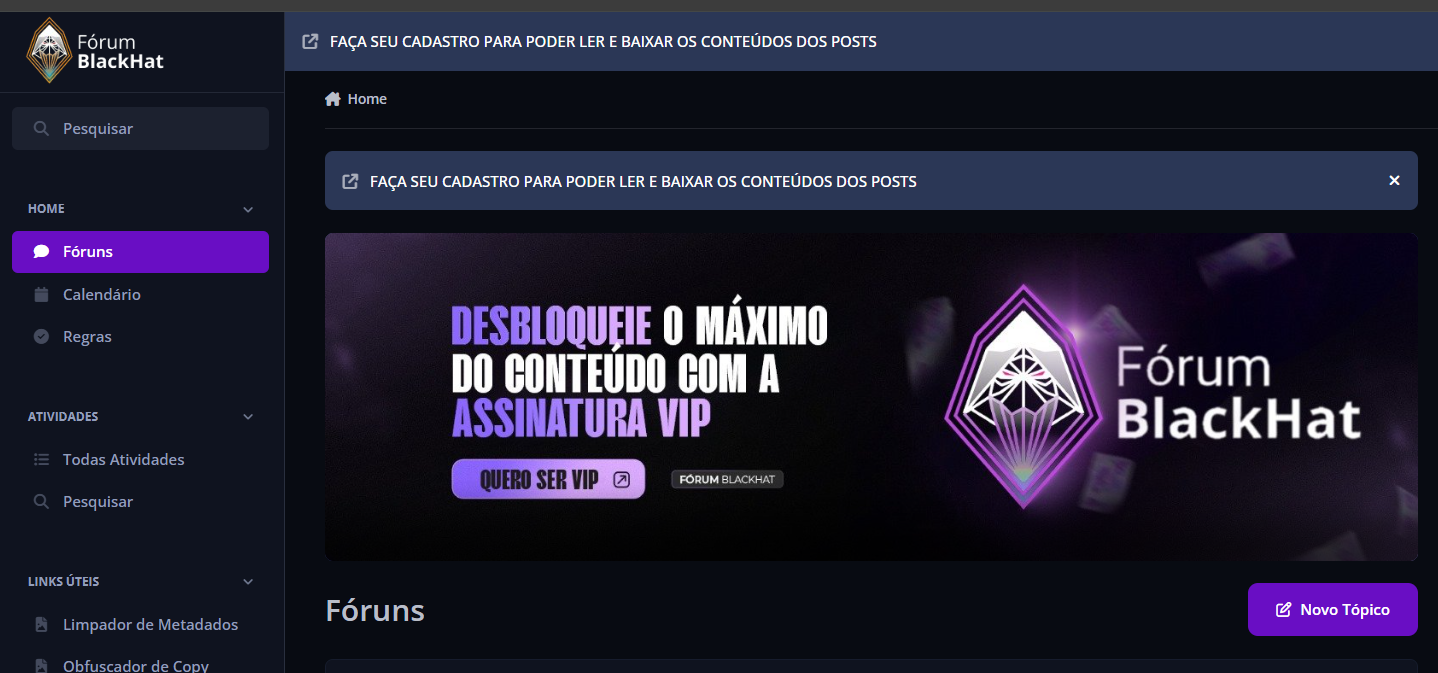 Fórum
BlackHat
Pesquisar
HOME
Fóruns
Calendário
Regras
ATIVIDADES
Todas Atividades
Pesquisar
LINKS ÚTEIS
Limpador de Metadados
Obfuscador de Copy
FAÇA SEU CADASTRO PARA PODER LER E BAIXAR OS CONTEÚDOS DOS POSTS
Home
FAÇA SEU CADASTRO PARA PODER LER E BAIXAR OS CONTEÚDOS DOS POSTS
DESBLOQUEIE O MÁXIMO
DO CONTEÚDO COM A
ASSINATURA VIP
QUERO SER VIP
FÓRUM BLACKHAT
Fórum
BlackHat
Fóruns
Novo Tópico